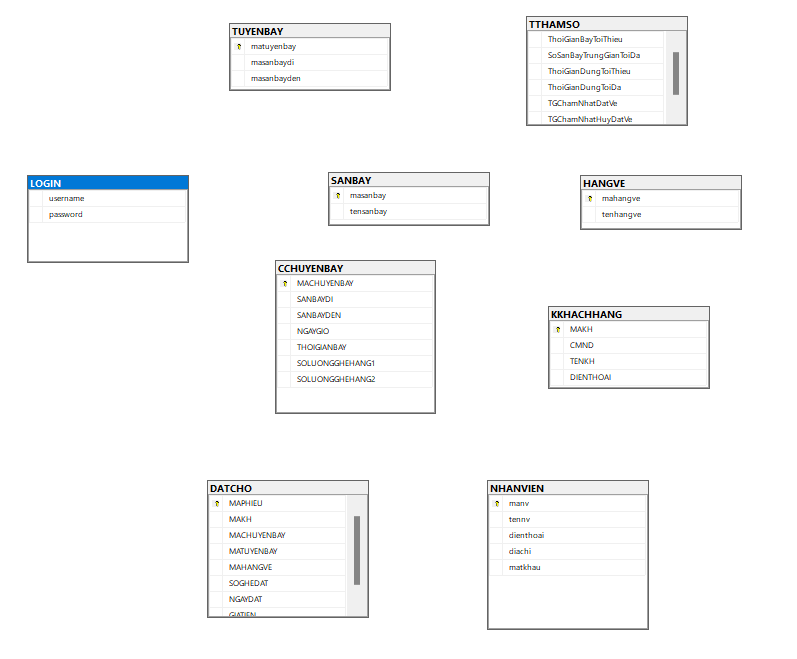 TUYENBAY
matuyenbay
masanbaydi
masanbayden
TTHAMSO
ThoiGianBayToiThieu
SoSanBayTrungGianToiDa
ThoiGianDungToiThieu
ThoiGianDungToiDa
TGChamNhatDatVe
TGChamNhatHuyDatVe
LOGIN
username
password
SANBAY
masanbay
tensanbay
HANGVE
mahangve
tenhangve
CCHUYENBAY
MACHUYENBAY
SANBAYDI
SANBAYDEN
NGAYGIO
THOIGIANBAY
SOLUONGGHEHANG1
SOLUONGGHEHANG2
KKHACHHANG
MAKH
CMND
TENKH
DIENTHOAI
DATCHO
MAPHIEU
MAKH
MACHUYENBAY
MATUYENBAY
MAHANGVE
SOGHEDAT
NGAYDAT
GIATIEN
NHANVIEN
manv
tennv
dienthoai
diachi
matkhau